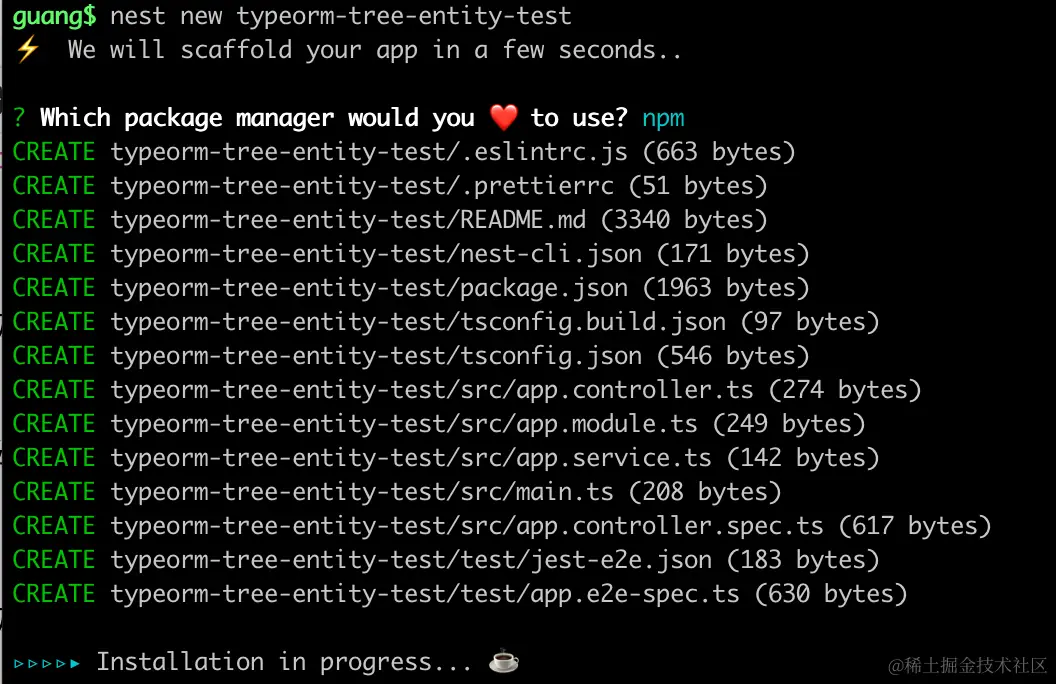 guang$ nest new typeorm-tree-entity-test
⚡ We will scaffold your app in a few seconds..
? Which package manager would you ❤️ to use? npm
CREATE typeorm-tree-entity-test/.eslintrc.js (663 bytes)
CREATE typeorm-tree-entity-test/.prettierrc (51 bytes)
CREATE typeorm-tree-entity-test/README.md (3340 bytes)
CREATE typeorm-tree-entity-test/nest-cli.json (171 bytes)
CREATE typeorm-tree-entity-test/package.json (1963 bytes)
CREATE typeorm-tree-entity-test/tsconfig.build.json (97 bytes)
CREATE typeorm-tree-entity-test/tsconfig.json (546 bytes)
CREATE typeorm-tree-entity-test/src/app.controller.ts (274 bytes)
CREATE typeorm-tree-entity-test/src/app.module.ts (249 bytes)
CREATE typeorm-tree-entity-test/src/app.service.ts (142 bytes)
CREATE typeorm-tree-entity-test/src/main.ts (208 bytes)
CREATE typeorm-tree-entity-test/src/app.controller.spec.ts (617 bytes)
CREATE typeorm-tree-entity-test/test/jest-e2e.json (183 bytes)
CREATE typeorm-tree-entity-test/test/app.e2e-spec.ts (630 bytes)
▹▹▹▹▸ Installation in progress... ☕
@稀土掘金技术社区